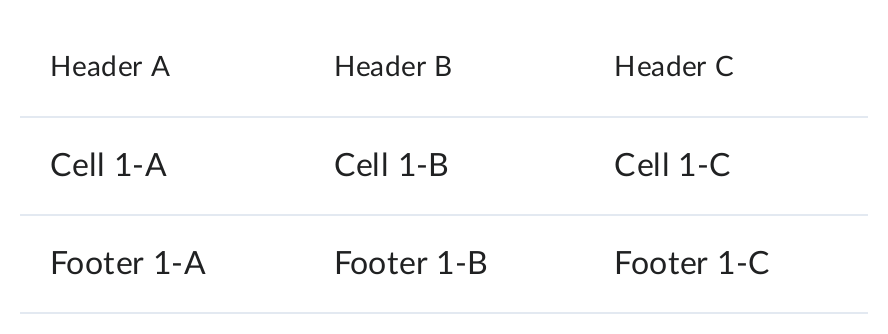 Header A Header B Header C
Cell 1-A Cell 1-B Cell 1-C
Footer 1-A Footer 1-B Footer 1-C